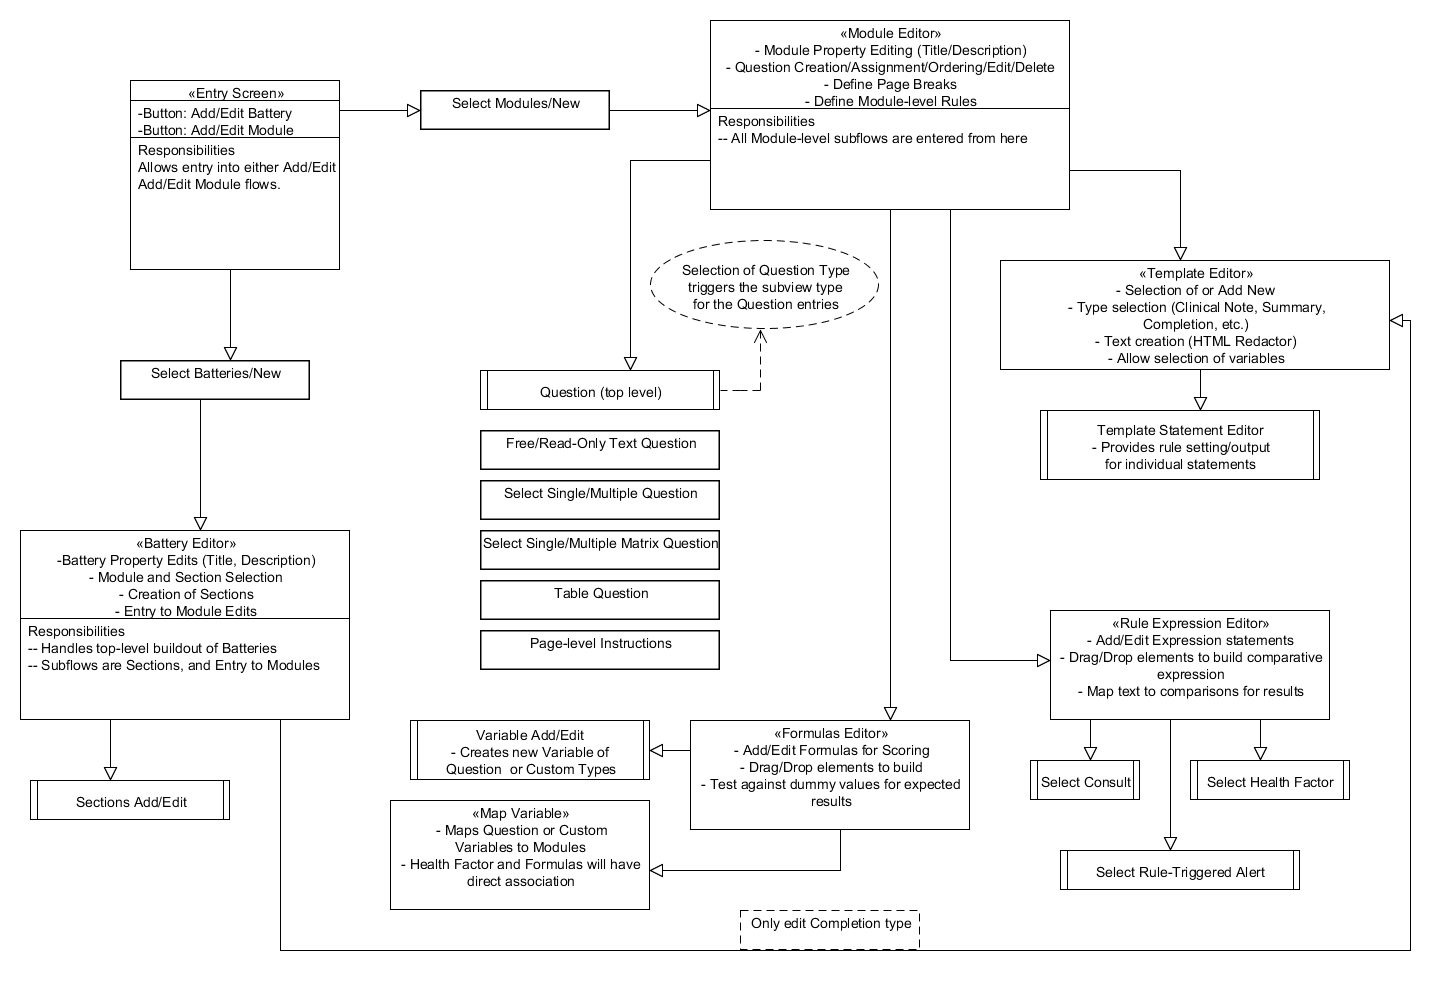 «Entry Screen»
-Button: Add/Edit Battery
-Button: Add/Edit Module
Responsibilities
Allows entry into either Add/Edit
Add/Edit Module flows.
Select Modules/New
«Module Editor»
- Module Property Editing (Title/Description)
- Question Creation/Assignment/Ordering/Edit/Delete
- Define Page Breaks
- Define Module-level Rules
Responsibilities
-- All Module-level subflows are entered from here
Selection of Question Type
triggers the subview type
for the Question entries
«Template Editor»
- Selection of or Add New
- Type selection (Clinical Note, Summary,
Completion, etc.)
- Text creation (HTML Redactor)
- Allow selection of variables
Select Batteries/New
Question (top level)
Template Statement Editor
- Provides rule setting/output
for individual statements
Free/Read-Only Text Question
Select Single/Multiple Question
Select Single/Multiple Matrix Question
Table Question
Page-level Instructions
«Battery Editor»
-Battery Property Edits (Title, Description)
- Module and Section Selection
- Creation of Sections
- Entry to Module Edits
Responsibilities
-- Handles top-level buildout of Batteries
-- Subflows are Sections, and Entry to Modules
«Rule Expression Editor»
- Add/Edit Expression statements
- Drag/Drop elements to build comparative
expression
- Map text to comparisons for results
Variable Add/Edit
- Creates new Variable of
Question  or Custom Types
«Formulas Editor»
- Add/Edit Formulas for Scoring
- Drag/Drop elements to build
- Test against dummy values for expected
results
Sections Add/Edit
Select Consult
Select Health Factor
«Map Variable»
- Maps Question or Custom
Variables to Modules
- Health Factor and Formulas will have
direct association
Select Rule-Triggered Alert
Only edit Completion type